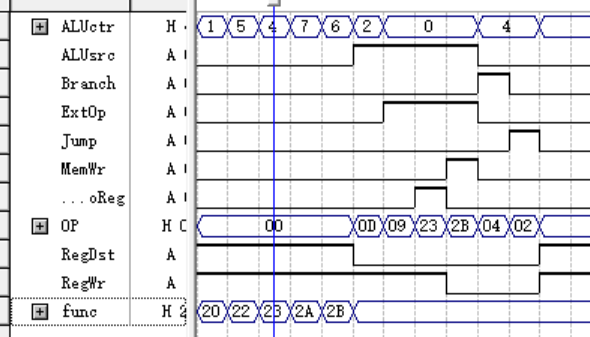 ALUctr H 1 5 4 7 6 2 0 4
ALUsrc A
Branch A
ExtOp A
Jump A
MemWr A
...oReg A
OP H 00 0D 09 23 2B 04 02
RegDst A
RegWr A
func H 20 22 23 2A 2B